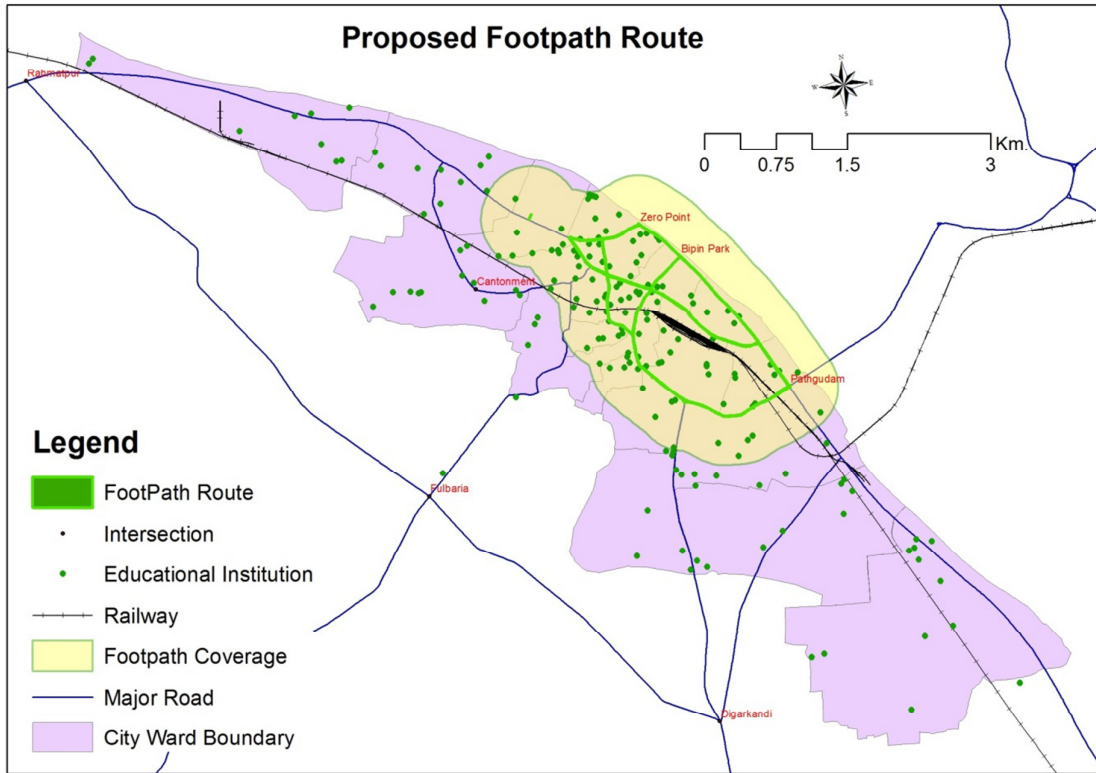 Proposed Footpath Route
N
W E
S
Km.
0 0.75 1.5 3
Rahmatpur
Zero Point
Bipin Park
Cantonment
Pathgudam
Fulbaria
Digarkandi
Legend
FootPath Route
Intersection
Educational Institution
Railway
Footpath Coverage
Major Road
City Ward Boundary